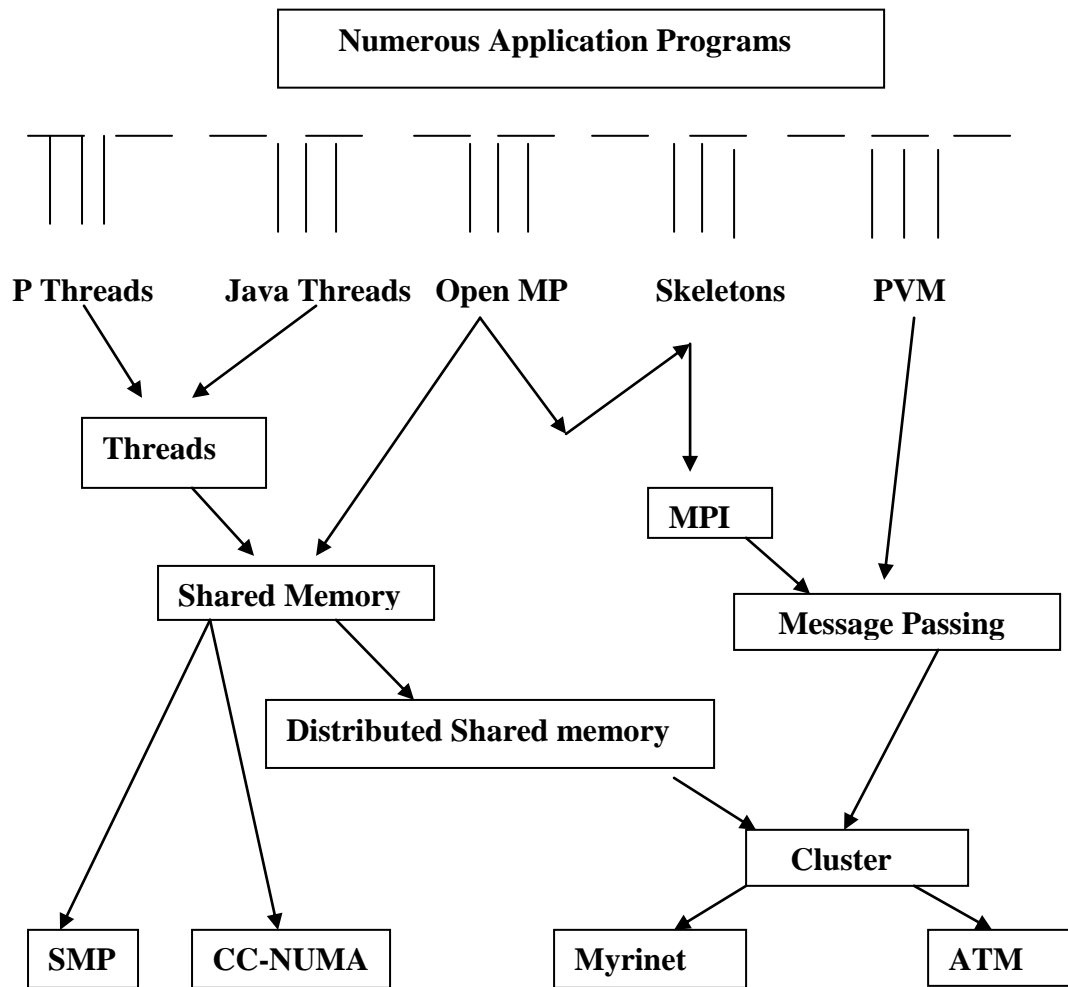 Numerous Application Programs
P Threads Java Threads Open MP Skeletons PVM
Threads
MPI
Shared Memory
Message Passing
Distributed Shared memory
Cluster
SMP CC-NUMA Myrinet ATM